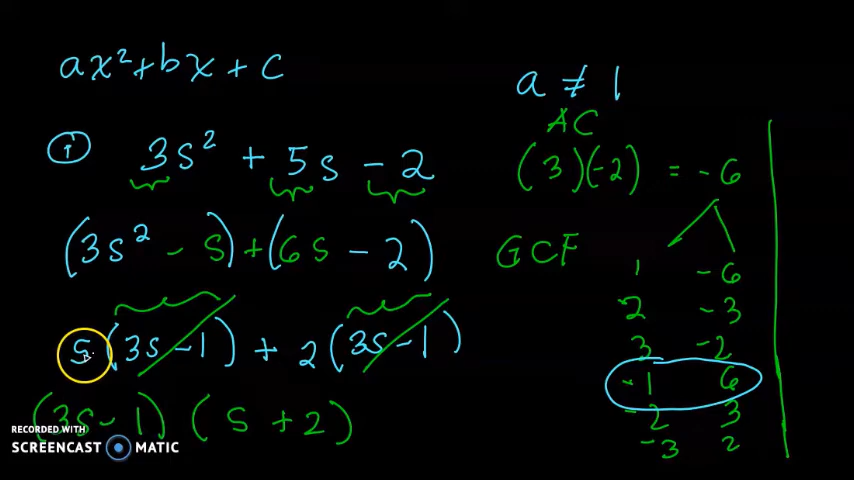 ax² + bx + c
a ≠ 1
AC
① 3s² + 5s - 2
(3)(-2) = -6
(3s² - s) + (6s - 2)
GCF
1 -6
2 -3
s(3s - 1) + 2(3s - 1)
3 -2
-1 6
(3s - 1)(s + 2)
-2 3
-3 2
RECORDED WITH
SCREENCAST MATIC